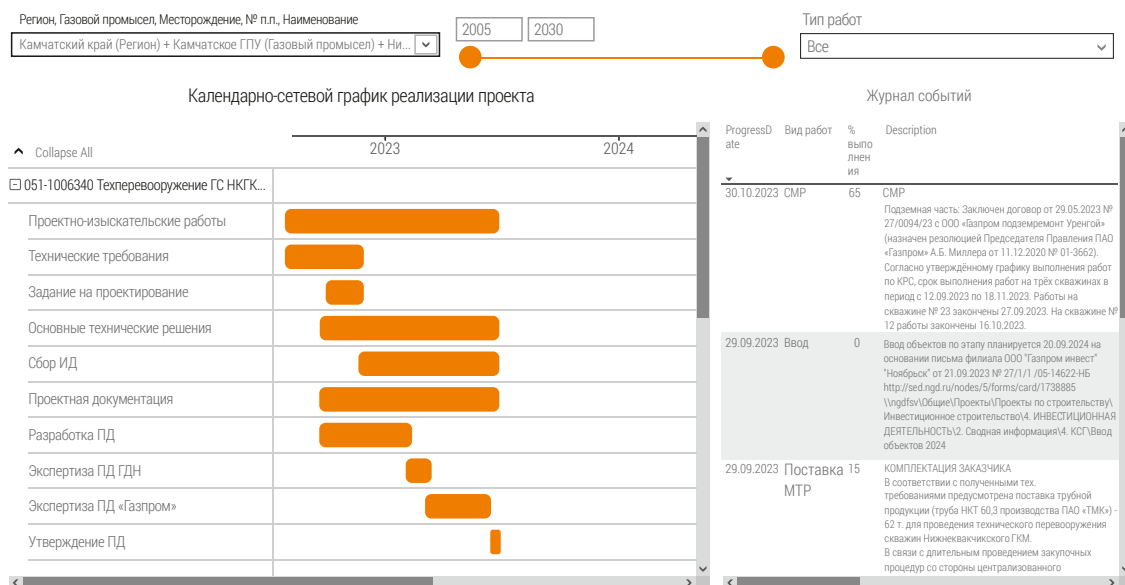 Регион, Газовый промысел, Месторождение, № п.п., Наименование
Камчатский край (Регион) + Камчатское ГПУ (Газовый промысел) + Ни...
2005
2030
Тип работ
Все
Календарно-сетевой график реализации проекта
Журнал событий
Collapse All
2023
2024
051-1006340 Техперевооружение ГС НКГК...
Проектно-изыскательские работы
Технические требования
Задание на проектирование
Основные технические решения
Сбор ИД
Проектная документация
Разработка ПД
Экспертиза ПД ГДН
Экспертиза ПД «Газпром»
Утверждение ПД
ProgressD
ate
Вид работ
%
выпо
лнен
ия
Description
30.10.2023 СМР 65 СМР
Подземная часть: Заключен договор от 29.05.2023 №
27/0094/23 с ООО «Газпром подземремонт Уренгой»
(назначен резолюцией Председателя Правления ПАО
«Газпром» А.Б. Миллера от 11.12.2020 № 01-3662).
Согласно утверждённому графику выполнения работ
по КРС, срок выполнения работ на трёх скважинах в
период с 12.09.2023 по 18.11.2023. Работы на
скважине № 23 закончены 27.09.2023. На скважине №
12 работы закончены 16.10.2023.
29.09.2023 Ввод 0 Ввод объектов по этапу планируется 20.09.2024 на
основании письма филиала ООО "Газпром инвест"
"Ноябрьск" от 21.09.2023 № 27/1/1 /05-14622-НБ
http://sed.ngd.ru/nodes/5/forms/card/1738885
\\ngdfsv\Общие\Проекты\Проекты по строительству\
Инвестиционное строительство\4. ИНВЕСТИЦИОННАЯ
ДЕЯТЕЛЬНОСТЬ\2. Сводная информация\4. КСГ\Ввод
объектов 2024
29.09.2023 Поставка 15 КОМПЛЕКТАЦИЯ ЗАКАЗЧИКА
МТР
В соответствии с полученными тех.
требованиями предусмотрена поставка трубной
продукции (труба НКТ 60,3 производства ПАО «ТМК») -
62 т. для проведения технического перевооружения
скважин Нижнеквакчикского ГКМ.
В связи с длительным проведением закупочных
процедур со стороны централизованного